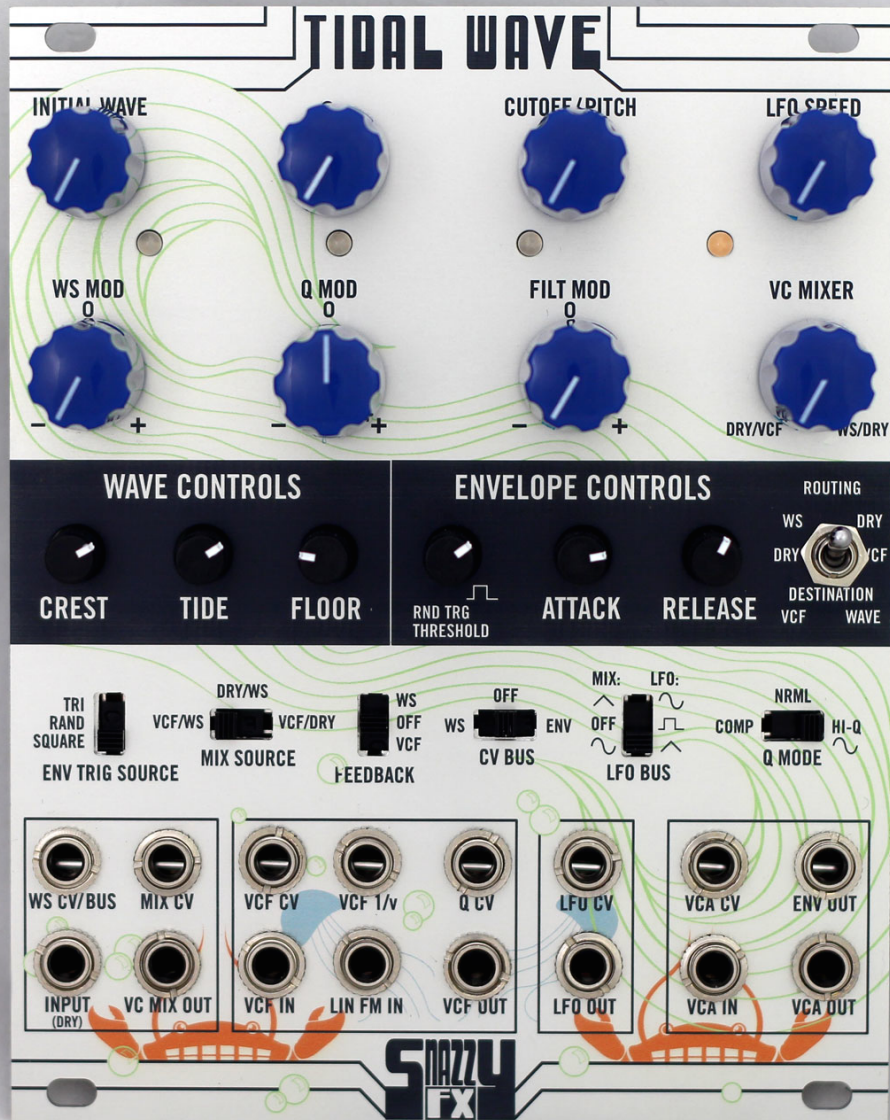 TIDAL WAVE
INITIAL WAVE
CUTOFF/PITCH
LFO SPEED
WS MOD
Q MOD
FILT MOD
VC MIXER
O
O
O
- +
- +
- +
DRY/VCF WS/DRY
WAVE CONTROLS
ENVELOPE CONTROLS
ROUTING
WS DRY
DRY VCF
CREST
TIDE
FLOOR
RND TRG
THRESHOLD
ATTACK
RELEASE
DESTINATION
VCF WAVE
TRI
RAND
SQUARE
ENV TRIG SOURCE
DRY/WS
VCF/WS VCF/DRY
MIX SOURCE
WS
OFF
VCF
FEEDBACK
OFF
WS ENV
CV BUS
MIX: LFO:
OFF
LFO BUS
NRML
COMP HI-Q
Q MODE
WS CV/BUS
MIX CV
VCF CV
VCF 1/v
Q CV
LFO CV
VCA CV
ENV OUT
INPUT
(DRY)
VC MIX OUT
VCF IN
LIN FM IN
VCF OUT
LFO OUT
VCA IN
VCA OUT
SNAZZY
FX